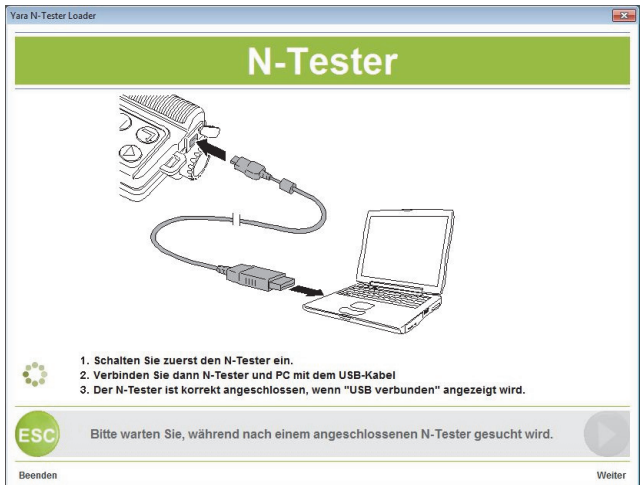 Yara N-Tester Loader
N-Tester
1. Schalten Sie zuerst den N-Tester ein.
2. Verbinden Sie dann N-Tester und PC mit dem USB-Kabel
3. Der N-Tester ist korrekt angeschlossen, wenn "USB verbunden" angezeigt wird.
ESC
Bitte warten Sie, während nach einem angeschlossenen N-Tester gesucht wird.
Beenden
Weiter